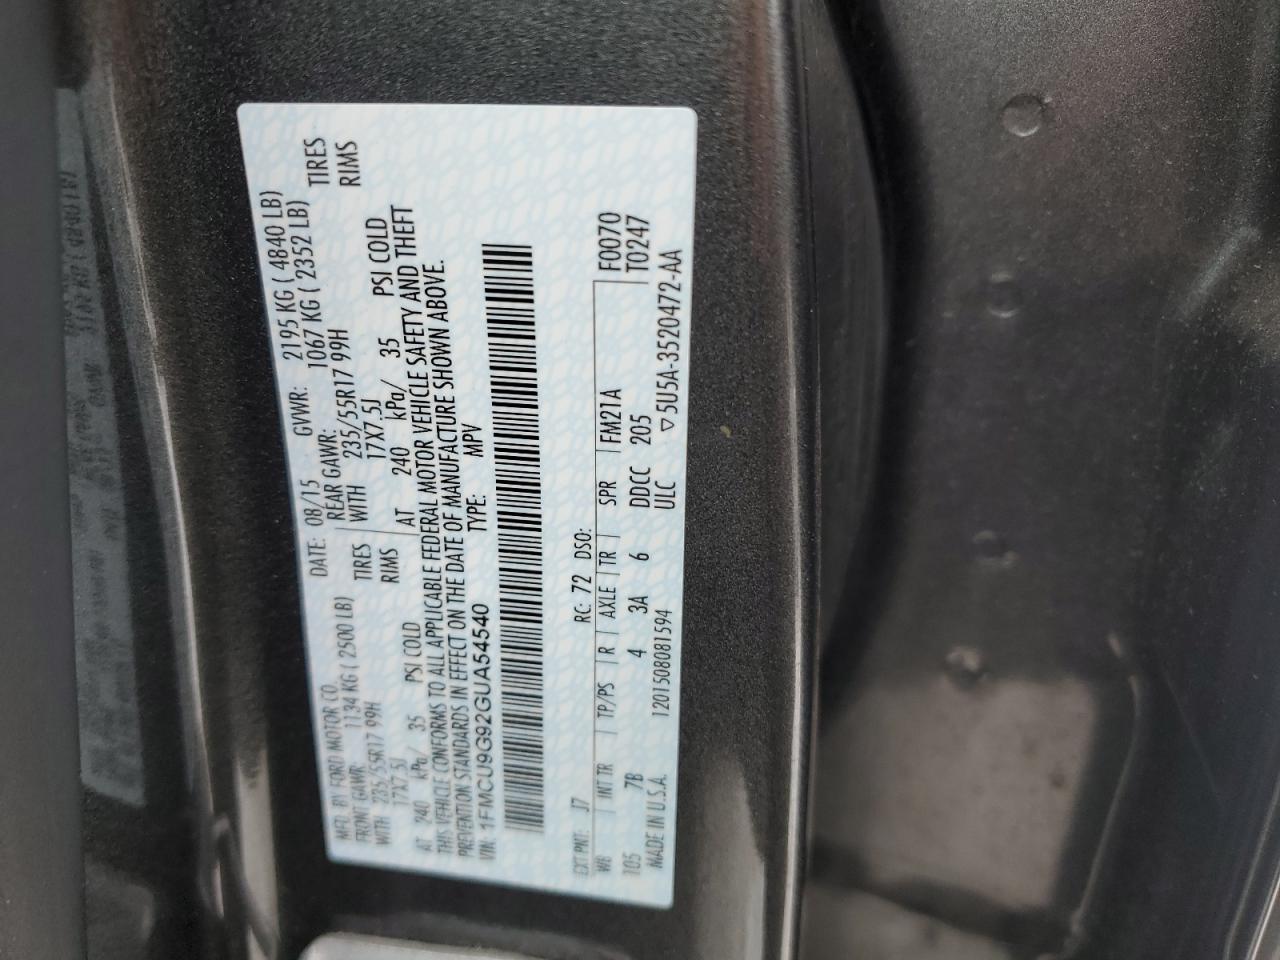 MFD. BY FORD MOTOR CO.
DATE: 08/15 GVWR: 2195 KG ( 4840 LB)
FRONT GAWR: 1134 KG ( 2500 LB) REAR GAWR: 1067 KG ( 2352 LB)
WITH 235/55R17 99H TIRES WITH 235/55R17 99H TIRES
17X7.5J RIMS 17X7.5J RIMS
AT 240 kPa/ 35 PSI COLD AT 240 kPa/ 35 PSI COLD
THIS VEHICLE CONFORMS TO ALL APPLICABLE FEDERAL MOTOR VEHICLE SAFETY AND THEFT
PREVENTION STANDARDS IN EFFECT ON THE DATE OF MANUFACTURE SHOWN ABOVE.
VIN: 1FMCU9G92GUA54540 TYPE: MPV
EXT PNT: J7 RC: 72 DSO: F0070
WB | INT TR | TP/PS | R | AXLE | TR | SPR | FM21A T0247
105 7B 4 3A 6 DDCC 205
MADE IN U.S.A. 1201508081594 ULC ▽5U5A-3520472-AA